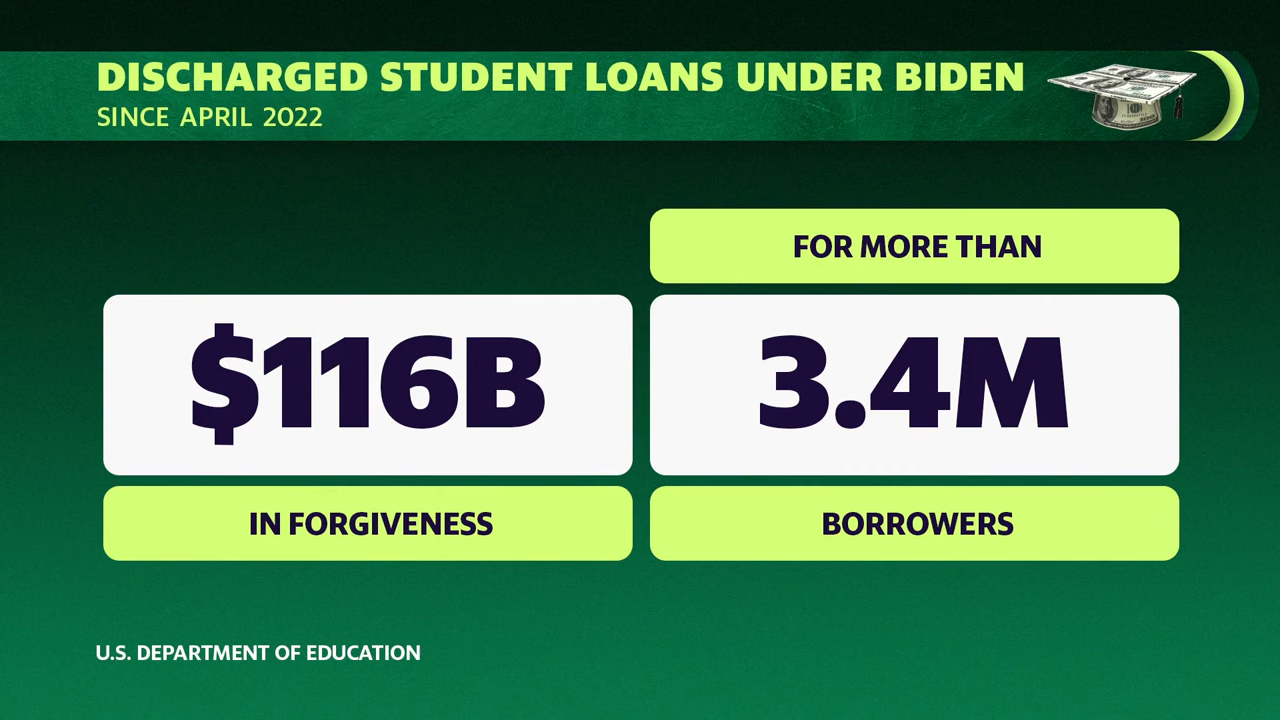 DISCHARGED STUDENT LOANS UNDER BIDEN
SINCE APRIL 2022
$116B
IN FORGIVENESS
FOR MORE THAN
3.4M
BORROWERS
U.S. DEPARTMENT OF EDUCATION